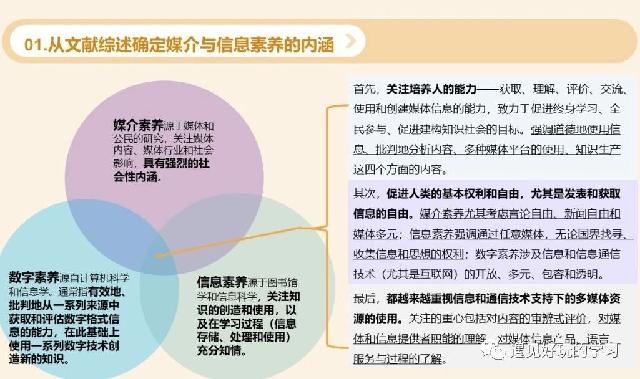 01.从文献综述确定媒介与信息素养的内涵
媒介素养源于媒体和
公民的研究，关注媒体
内容、媒体行业和社会
影响，具有强烈的社
会性内涵.
数字素养源自计算机科学
和信息学。通常指有效地、
批判地从一系列来源中
获取和评估数字格式信
息的能力，在此基础上
使用一系列数字技术创
造新的知识。
信息素养源于图书馆
学和信息科学，关注知
识的创造和使用，以
及在学习过程（信息
存储、处理和使用）
充分知情。
首先，关注培养人的能力——获取、理解、评价、交流、
使用和创建媒体信息的能力，致力于促进终身学习、全
民参与、促进建构知识社会的目标。强调道德地使用信
息、批判地分析内容、多种媒体平台的使用、知识生产
这四个方面的内容。
其次，促进人类的基本权利和自由，尤其是发表和获取
信息的自由。媒介素养尤其考虑言论自由、新闻自由和
媒体多元；信息素养强调通过任意媒体，无论国界找寻、
收集信息和思想的权利；数字素养涉及信息和信息通信
技术（尤其是互联网）的开放、多元、包容和透明。
最后，都越来越重视信息和通信技术支持下的多媒体资
源的使用。关注的重心包括对内容的审辨式评价，对媒
体和信息提供者职能的理解，对媒体信息产品、语言、
服务与过程的了解。
遇见好玩的学习